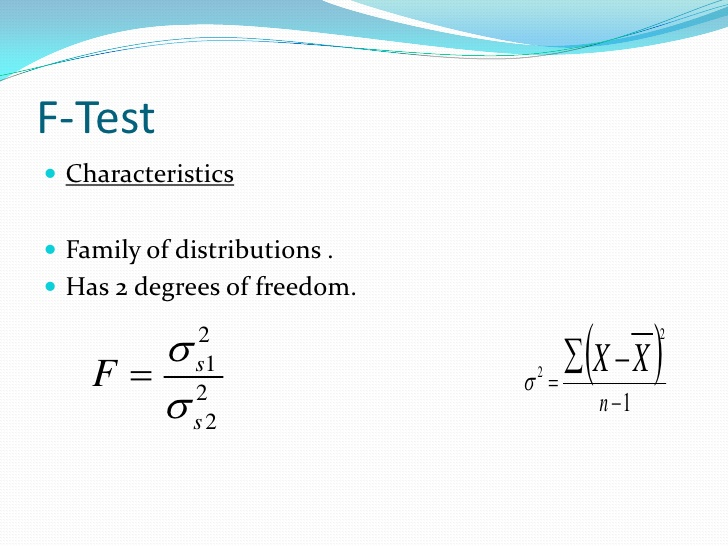 F-Test
Characteristics
Family of distributions .
Has 2 degrees of freedom.
F = σ²s1 / σ²s2
σ² = ∑(X – X̅)² / n – 1